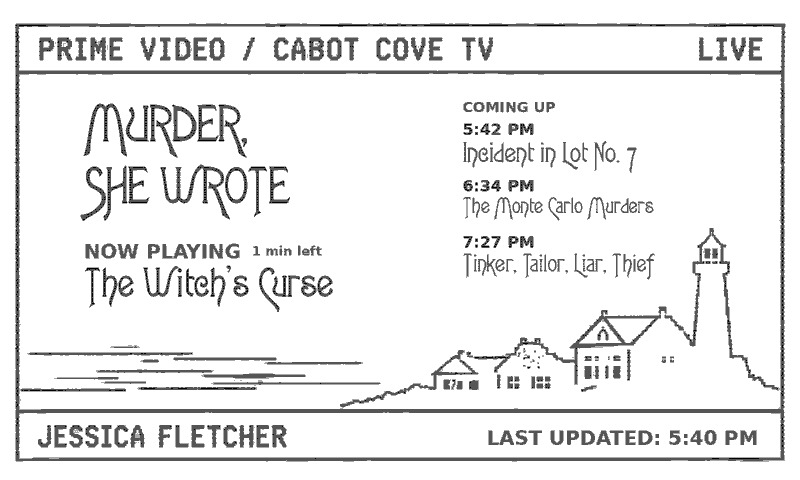 PRIME VIDEO / CABOT COVE TV
LIVE
MURDER,
SHE WROTE
NOW PLAYING 1 min left
The Witch's Curse
COMING UP
5:42 PM
Incident in Lot No. 7
6:34 PM
The Monte Carlo Murders
7:27 PM
Tinker, Tailor, Liar, Thief
JESSICA FLETCHER
LAST UPDATED: 5:40 PM